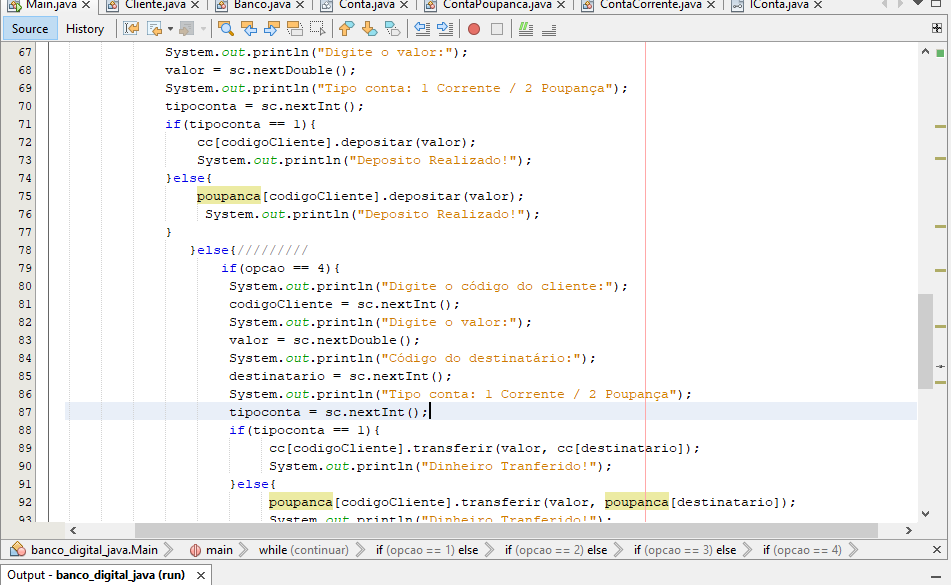 Main.java × Cliente.java × Banco.java × Conta.java × ContaPoupanca.java × ContaCorrente.java × IConta.java ×
Source History
67 System.out.println("Digite o valor:");
68 valor = sc.nextDouble();
69 System.out.println("Tipo conta: 1 Corrente / 2 Poupança");
70 tipoconta = sc.nextInt();
71 if(tipoconta == 1){
72 cc[codigoCliente].depositar(valor);
73 System.out.println("Deposito Realizado!");
74 }else{
75 poupanca[codigoCliente].depositar(valor);
76 System.out.println("Deposito Realizado!");
77 }
78 }else{/////////
79 if(opcao == 4){
80 System.out.println("Digite o código do cliente:");
81 codigoCliente = sc.nextInt();
82 System.out.println("Digite o valor:");
83 valor = sc.nextDouble();
84 System.out.println("Código do destinatário:");
85 destinatario = sc.nextInt();
86 System.out.println("Tipo conta: 1 Corrente / 2 Poupança");
87 tipoconta = sc.nextInt();
88 if(tipoconta == 1){
89 cc[codigoCliente].transferir(valor, cc[destinatario]);
90 System.out.println("Dinheiro Tranferido!");
91 }else{
92 poupanca[codigoCliente].transferir(valor, poupanca[destinatario]);
93 System.out.println("Dinheiro Tranferido!");
banco_digital_java.Main main while (continuar) if (opcao == 1) else if (opcao == 2) else if (opcao == 3) else if (opcao == 4)
Output - banco_digital_java (run) ×